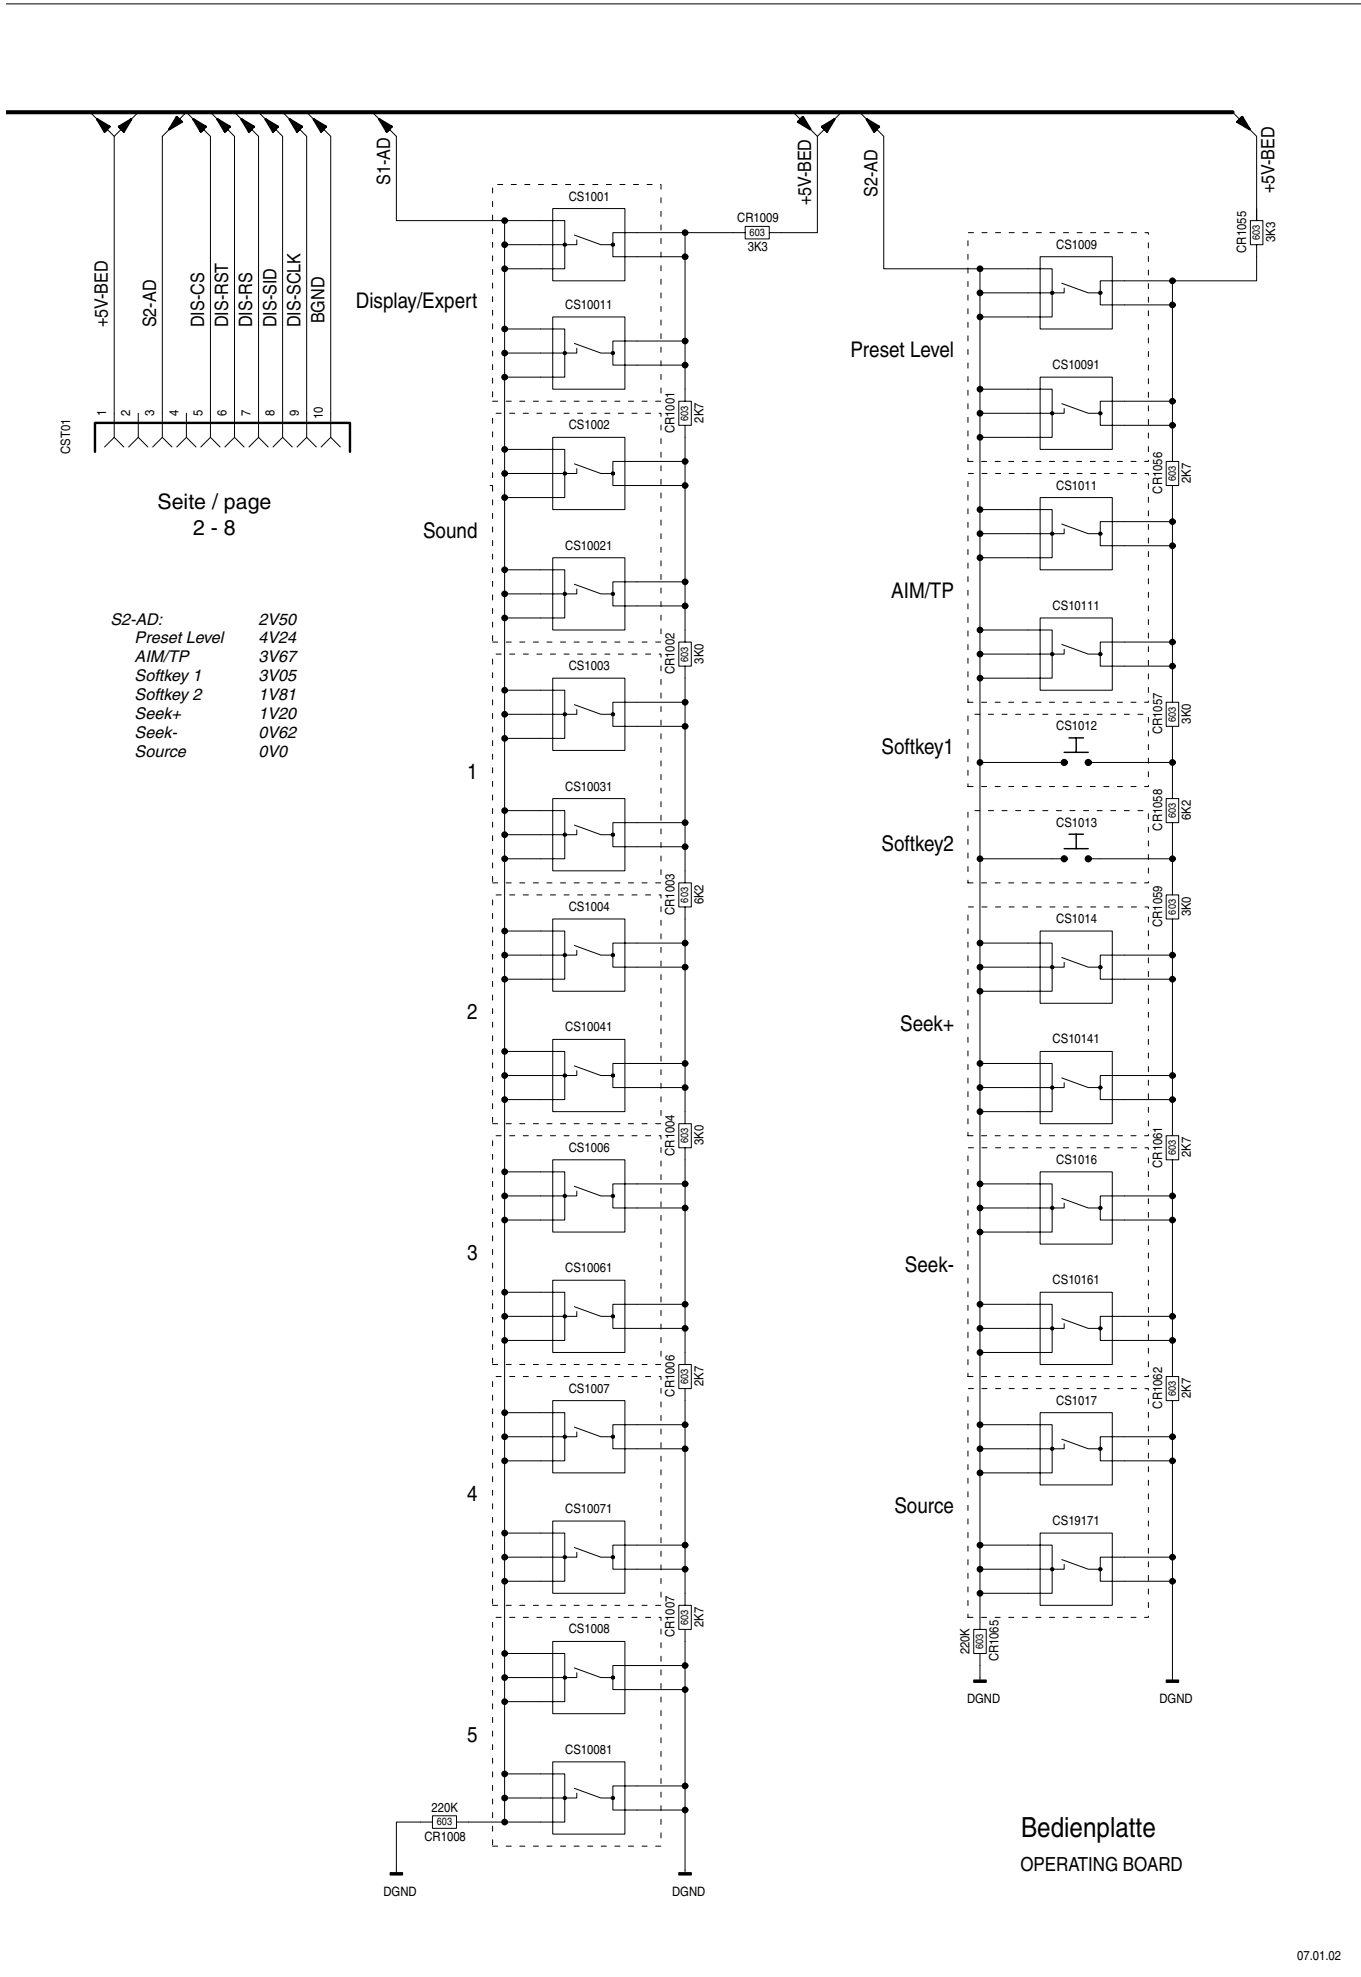 +5V-BED
S2-AD
DIS-CS
DIS-RST
DIS-RS
DIS-SID
DIS-SCLK
BGND
1
2
3
4
5
6
7
8
9
10
CST01
Seite / page
2 - 8
S2-AD: 2V50
Preset Level 4V24
AIM/TP 3V67
Softkey 1 3V05
Softkey 2 1V81
Seek+ 1V20
Seek- 0V62
Source 0V0
S1-AD
Display/Expert
CS1001
CS10011
CR1001
603
2K7
Sound
CS1002
CS10021
CR1002
603
3K0
1
CS1003
CS10031
CR1003
603
6K2
2
CS1004
CS10041
CR1004
603
3K0
3
CS1006
CS10061
CR1006
603
2K7
4
CS1007
CS10071
CR1007
603
2K7
5
CS1008
CS10081
220K
603
CR1008
DGND
DGND
CR1009
603
3K3
+5V-BED
S2-AD
+5V-BED
CR1055
603
3K3
Preset Level
CS1009
CS10091
CR1056
603
2K7
AIM/TP
CS1011
CS10111
CR1057
603
3K0
Softkey1
CS1012
CR1058
603
6K2
Softkey2
CS1013
CR1059
603
3K0
Seek+
CS1014
CS10141
CR1061
603
2K7
Seek-
CS1016
CS10161
CR1062
603
2K7
Source
CS1017
CS19171
220K
603
CR1065
DGND
DGND
Bedienplatte
OPERATING BOARD
07.01.02